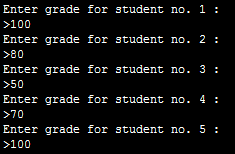 Enter grade for student no. 1 :
>100
Enter grade for student no. 2 :
>80
Enter grade for student no. 3 :
>50
Enter grade for student no. 4 :
>70
Enter grade for student no. 5 :
>100